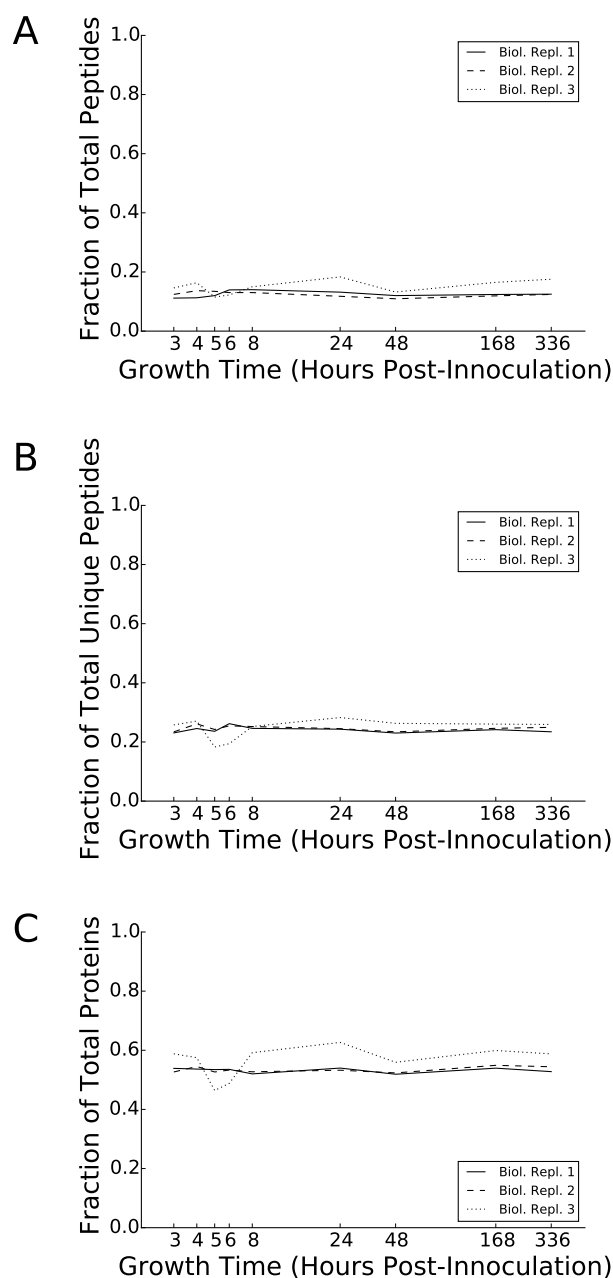 A
Fraction of Total Peptides
1.0
0.8
0.6
0.4
0.2
0.0
Biol. Repl. 1
Biol. Repl. 2
Biol. Repl. 3
3 4 5 6 8 24 48 168 336
Growth Time (Hours Post-Innoculation)
B
Fraction of Total Unique Peptides
1.0
0.8
0.6
0.4
0.2
0.0
Biol. Repl. 1
Biol. Repl. 2
Biol. Repl. 3
3 4 5 6 8 24 48 168 336
Growth Time (Hours Post-Innoculation)
C
Fraction of Total Proteins
1.0
0.8
0.6
0.4
0.2
0.0
Biol. Repl. 1
Biol. Repl. 2
Biol. Repl. 3
3 4 5 6 8 24 48 168 336
Growth Time (Hours Post-Innoculation)